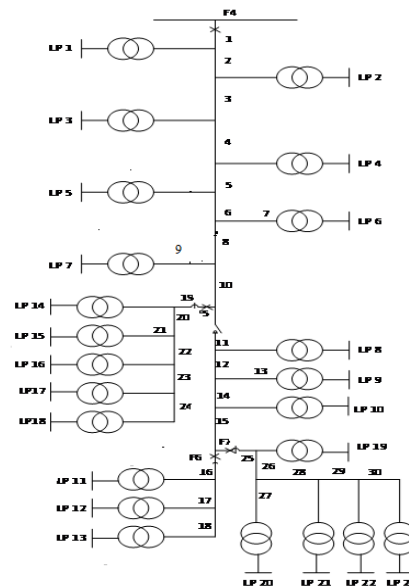 F4
1
LP 1
2
LP 2
3
LP 3
4
LP 4
LP 5
5
6
7
LP 6
8
9
LP 7
10
LP 14
19
20
LP 15
21
11
LP 8
LP 16
22
12
13
LP 9
LP17
23
14
LP 10
LP18
24
15
F7
LP 19
F6
25
26
LP 11
16
28
29
30
27
LP 12
17
LP 13
18
LP 20
LP 21
LP 22